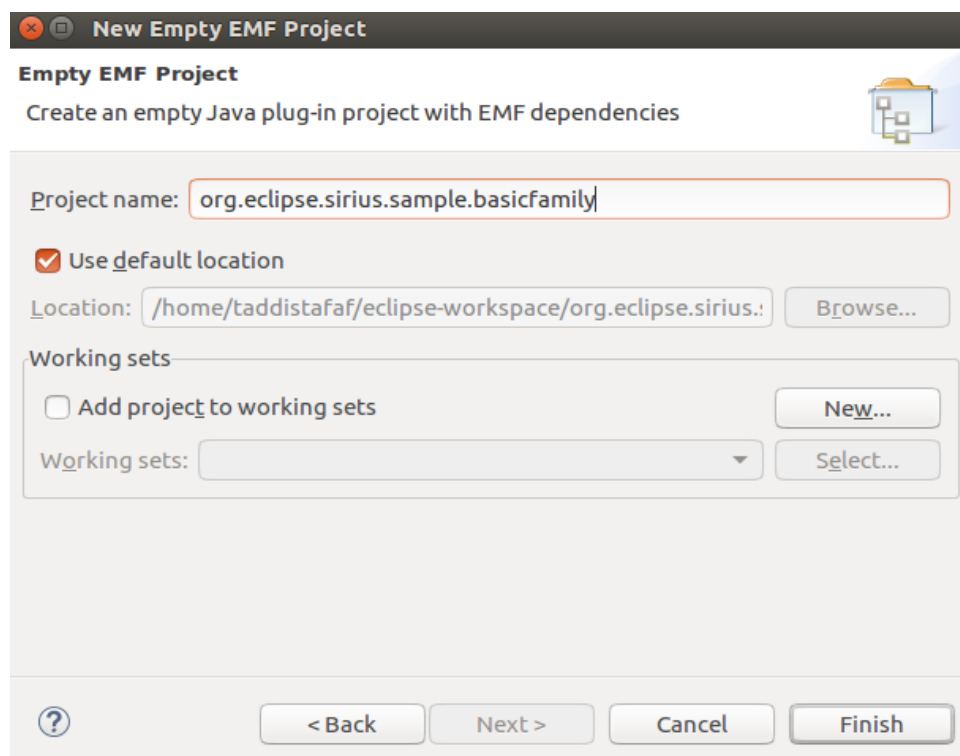 New Empty EMF Project
Empty EMF Project
Create an empty Java plug-in project with EMF dependencies
Project name: org.eclipse.sirius.sample.basicfamily
Use default location
Location: /home/taddistafaf/eclipse-workspace/org.eclipse.sirius.s Browse...
Working sets
Add project to working sets New...
Working sets: Select...
? < Back Next > Cancel Finish